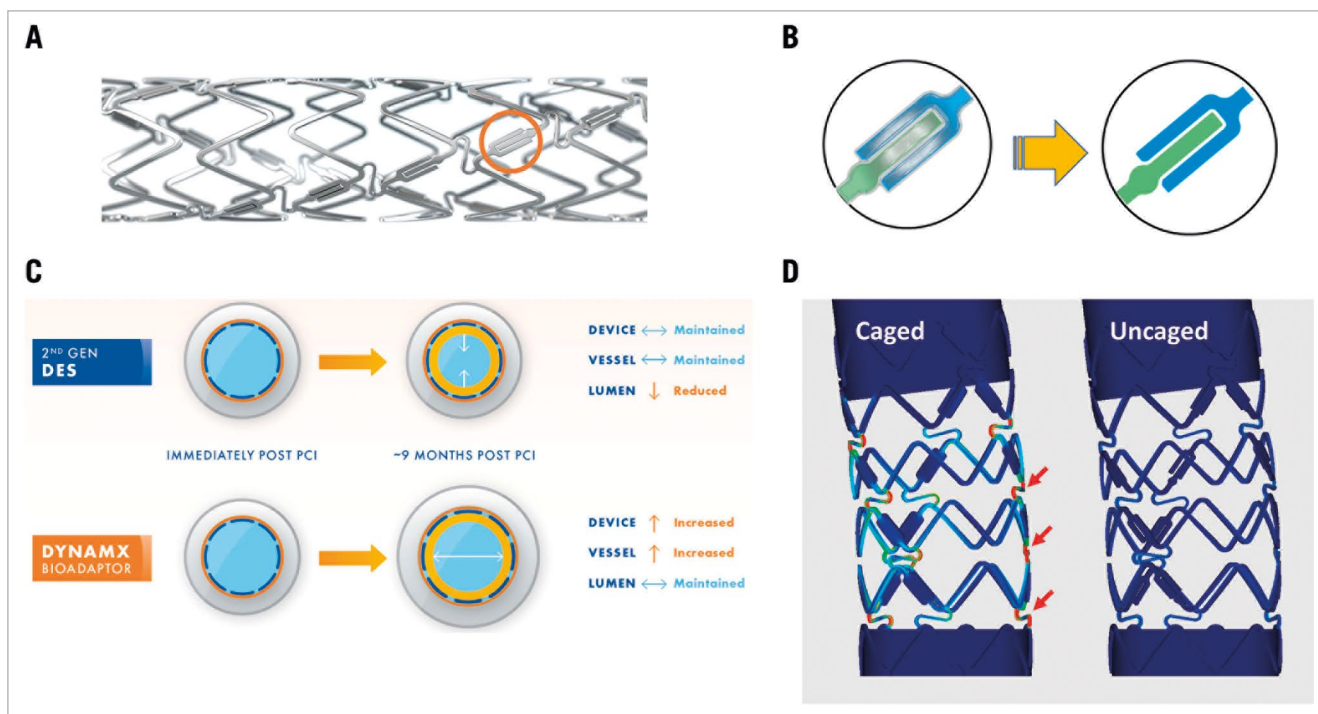 A
B
C
2ND GEN
DES
DEVICE ↔ Maintained
VESSEL ↔ Maintained
LUMEN ↓ Reduced
IMMEDIATELY POST PCI
~9 MONTHS POST PCI
DYNAMX
BIOADAPTOR
DEVICE ↑ Increased
VESSEL ↑ Increased
LUMEN ↔ Maintained
D
Caged
Uncaged